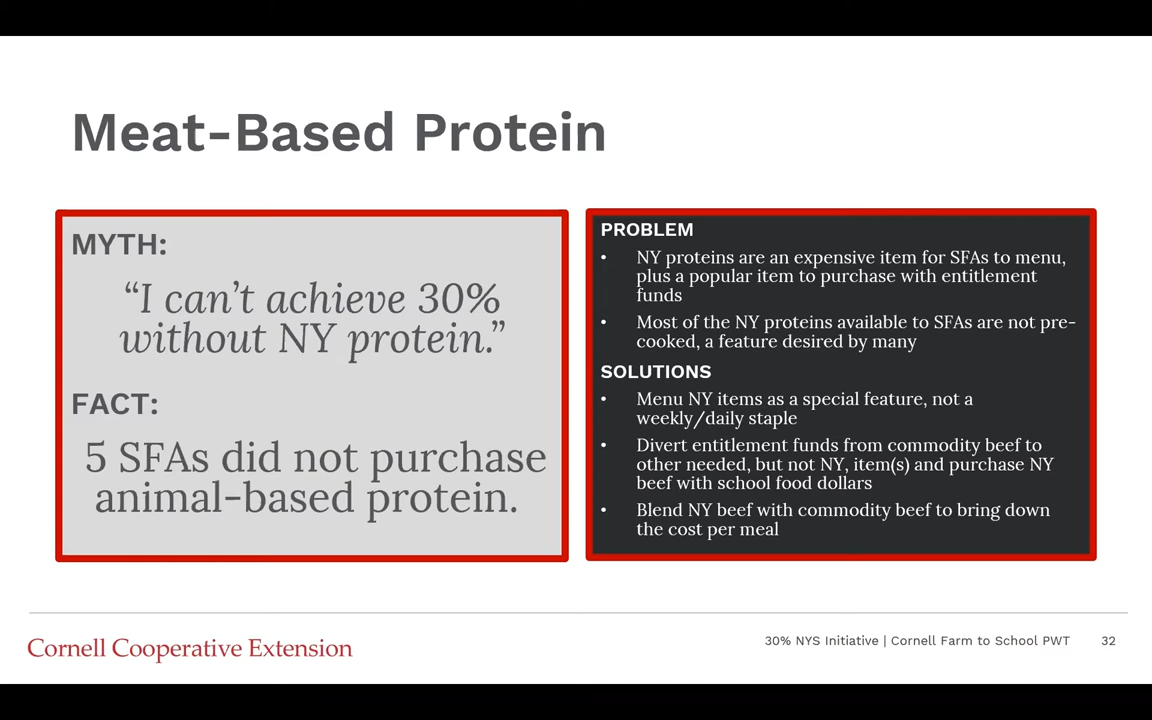 Meat-Based Protein
MYTH:
“I can’t achieve 30%
without NY protein.”
FACT:
5 SFAs did not purchase
animal-based protein.
PROBLEM
• NY proteins are an expensive item for SFAs to menu,
plus a popular item to purchase with entitlement
funds
• Most of the NY proteins available to SFAs are not pre-
cooked, a feature desired by many
SOLUTIONS
• Menu NY items as a special feature, not a
weekly/daily staple
• Divert entitlement funds from commodity beef to
other needed, but not NY, item(s) and purchase NY
beef with school food dollars
• Blend NY beef with commodity beef to bring down
the cost per meal
Cornell Cooperative Extension
30% NYS Initiative | Cornell Farm to School PWT 32